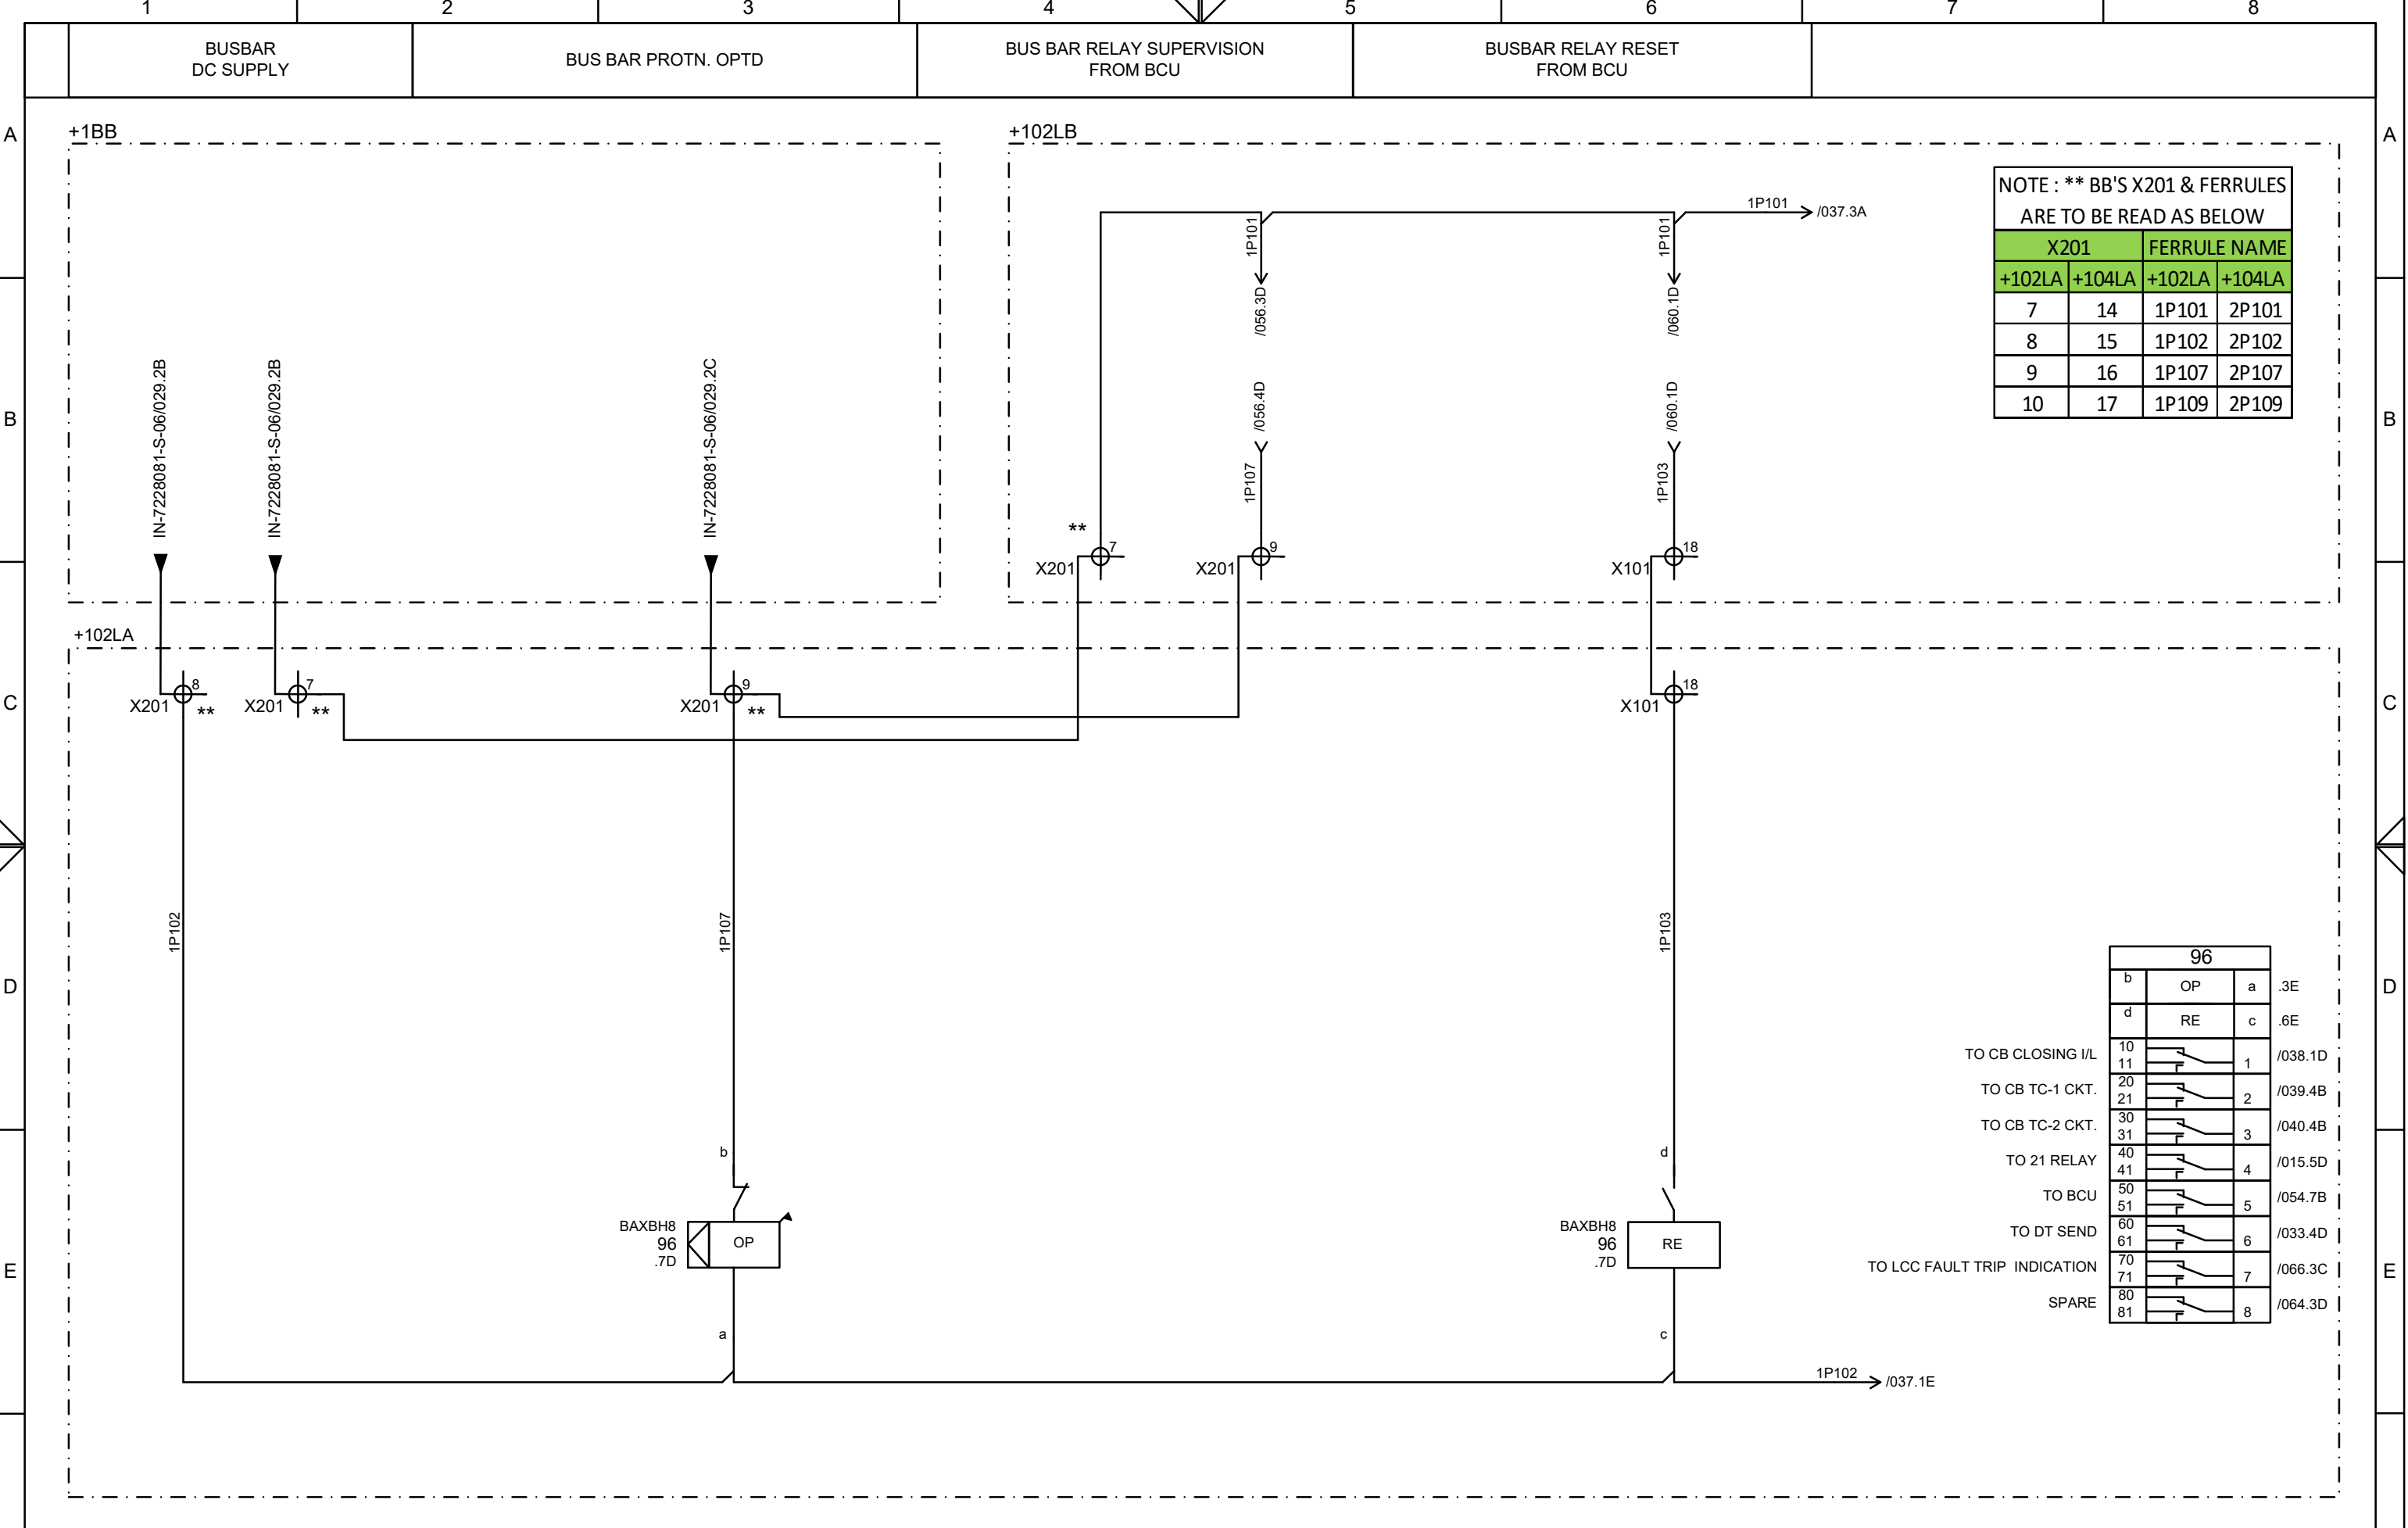 1 2 3 4 5 6 7 8
BUSBAR
DC SUPPLY
BUS BAR PROTN. OPTD
BUS BAR RELAY SUPERVISION
FROM BCU
BUSBAR RELAY RESET
FROM BCU
A A
+1BB
+102LB
NOTE : ** BB'S X201 & FERRULES
ARE TO BE READ AS BELOW
X201 FERRULE NAME
+102LA +104LA +102LA +104LA
7 14 1P101 2P101
8 15 1P102 2P102
9 16 1P107 2P107
10 17 1P109 2P109
1P101 /037.3A
1P101
/056.3D
1P101
/060.1D
B B
IN-7228081-S-06/029.2B
IN-7228081-S-06/029.2B
IN-7228081-S-06/029.2C
/056.4D
1P107
/060.1D
1P103
** 7
X201
9
X201
18
X101
+102LA
C C
8
X201 **
7
X201 **
9
X201 **
18
X101
1P102
1P107
1P103
D D
96
b OP a .3E
d RE c .6E
TO CB CLOSING I/L 10 11 1 /038.1D
TO CB TC-1 CKT. 20 21 2 /039.4B
TO CB TC-2 CKT. 30 31 3 /040.4B
TO 21 RELAY 40 41 4 /015.5D
TO BCU 50 51 5 /054.7B
TO DT SEND 60 61 6 /033.4D
TO LCC FAULT TRIP INDICATION 70 71 7 /066.3C
SPARE 80 81 8 /064.3D
b
BAXBH8
96
.7D
OP
a
d
BAXBH8
96
.7D
RE
c
E E
1P102 /037.1E